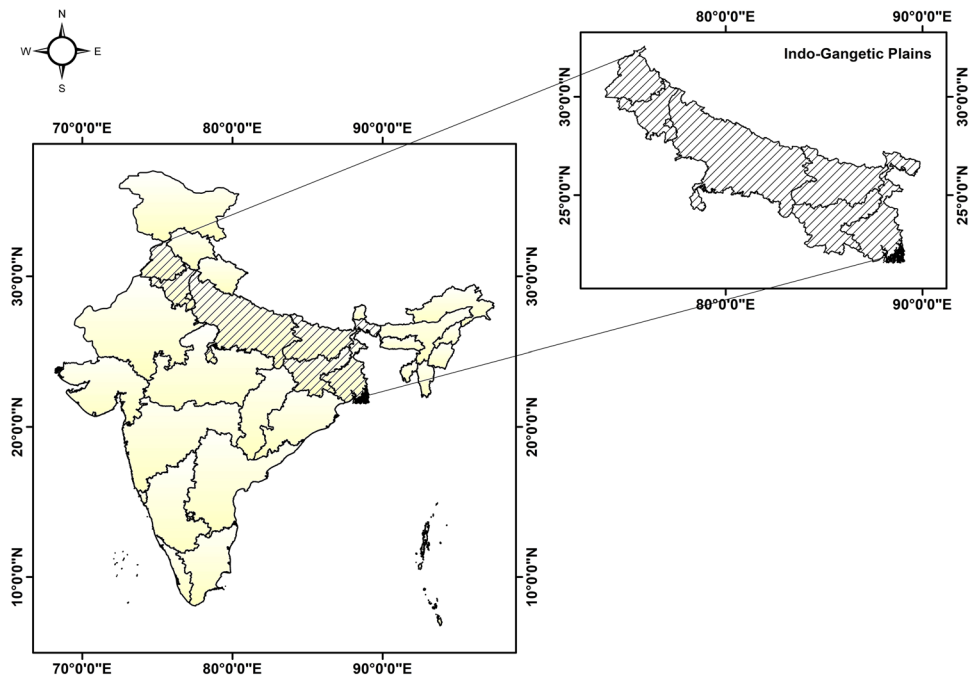 N
W E
S
80°0'0"E 90°0'0"E
Indo-Gangetic Plains
30°0'0"N 30°0'0"N
25°0'0"N 25°0'0"N
80°0'0"E 90°0'0"E
70°0'0"E 80°0'0"E 90°0'0"E
30°0'0"N 30°0'0"N
20°0'0"N 20°0'0"N
10°0'0"N 10°0'0"N
70°0'0"E 80°0'0"E 90°0'0"E